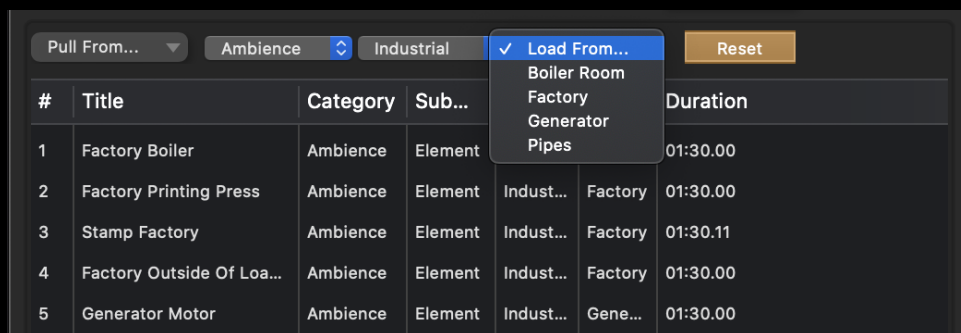 Pull From... Ambience Industrial ✓ Load From... Reset
Boiler Room
Factory
Generator
Pipes
# Title Category Sub... Duration
1 Factory Boiler Ambience Element 01:30.00
2 Factory Printing Press Ambience Element Indust... Factory 01:30.00
3 Stamp Factory Ambience Element Indust... Factory 01:30.11
4 Factory Outside Of Loa... Ambience Element Indust... Factory 01:30.00
5 Generator Motor Ambience Element Indust... Gene... 01:30.00